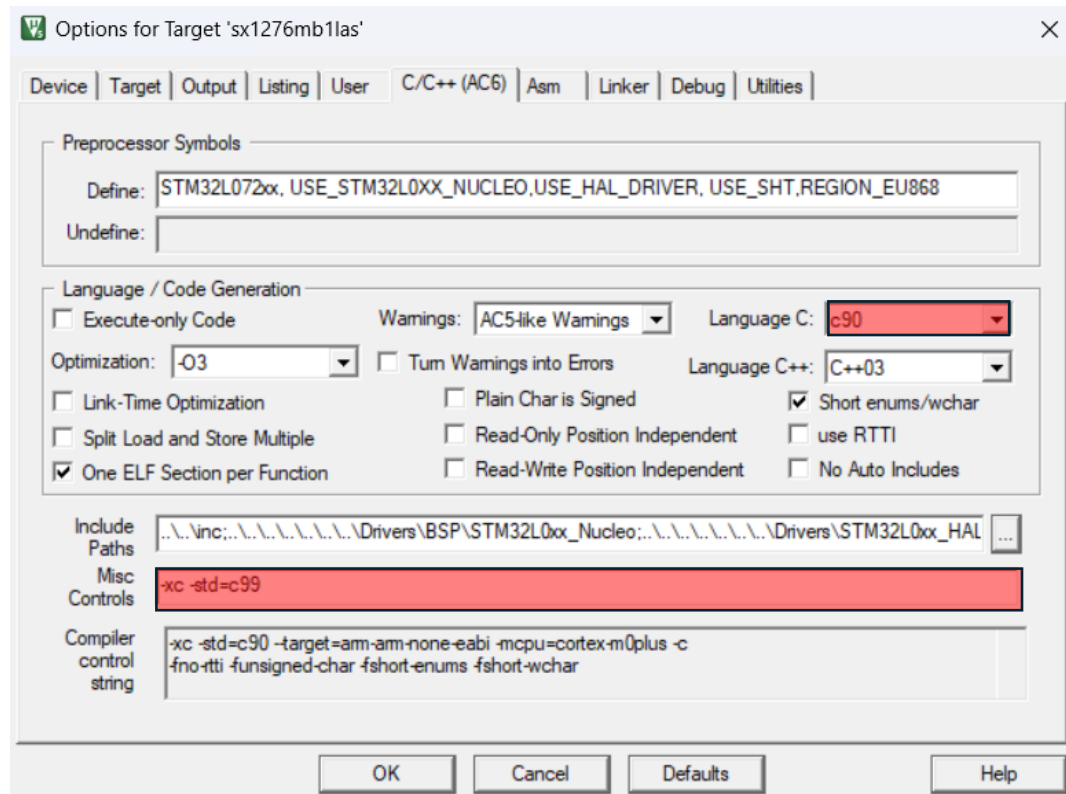 Options for Target 'sx1276mb1las'
Device Target Output Listing User C/C++ (AC6) Asm Linker Debug Utilities
Preprocessor Symbols
Define: STM32L072xx, USE_STM32L0XX_NUCLEO,USE_HAL_DRIVER, USE_SHT,REGION_EU868
Undefine:
Language / Code Generation
Execute-only Code Warnings: AC5-like Warnings Language C: c90
Optimization: -O3 Turn Warnings into Errors Language C++: C++03
Link-Time Optimization Plain Char is Signed Short enums/wchar
Split Load and Store Multiple Read-Only Position Independent use RTTI
One ELF Section per Function Read-Write Position Independent No Auto Includes
Include Paths ..\..\inc;..\..\..\..\..\..\..\Drivers\BSP\STM32L0xx_Nucleo;..\..\..\..\..\..\..\Drivers\STM32L0xx_HAL ...
Misc Controls -xc -std=c99
Compiler control string -xc -std=c90 --target=arm-arm-none-eabi -mcpu=cortex-m0plus -c
-fno-rtti -funsigned-char -fshort-enums -fshort-wchar
OK Cancel Defaults Help